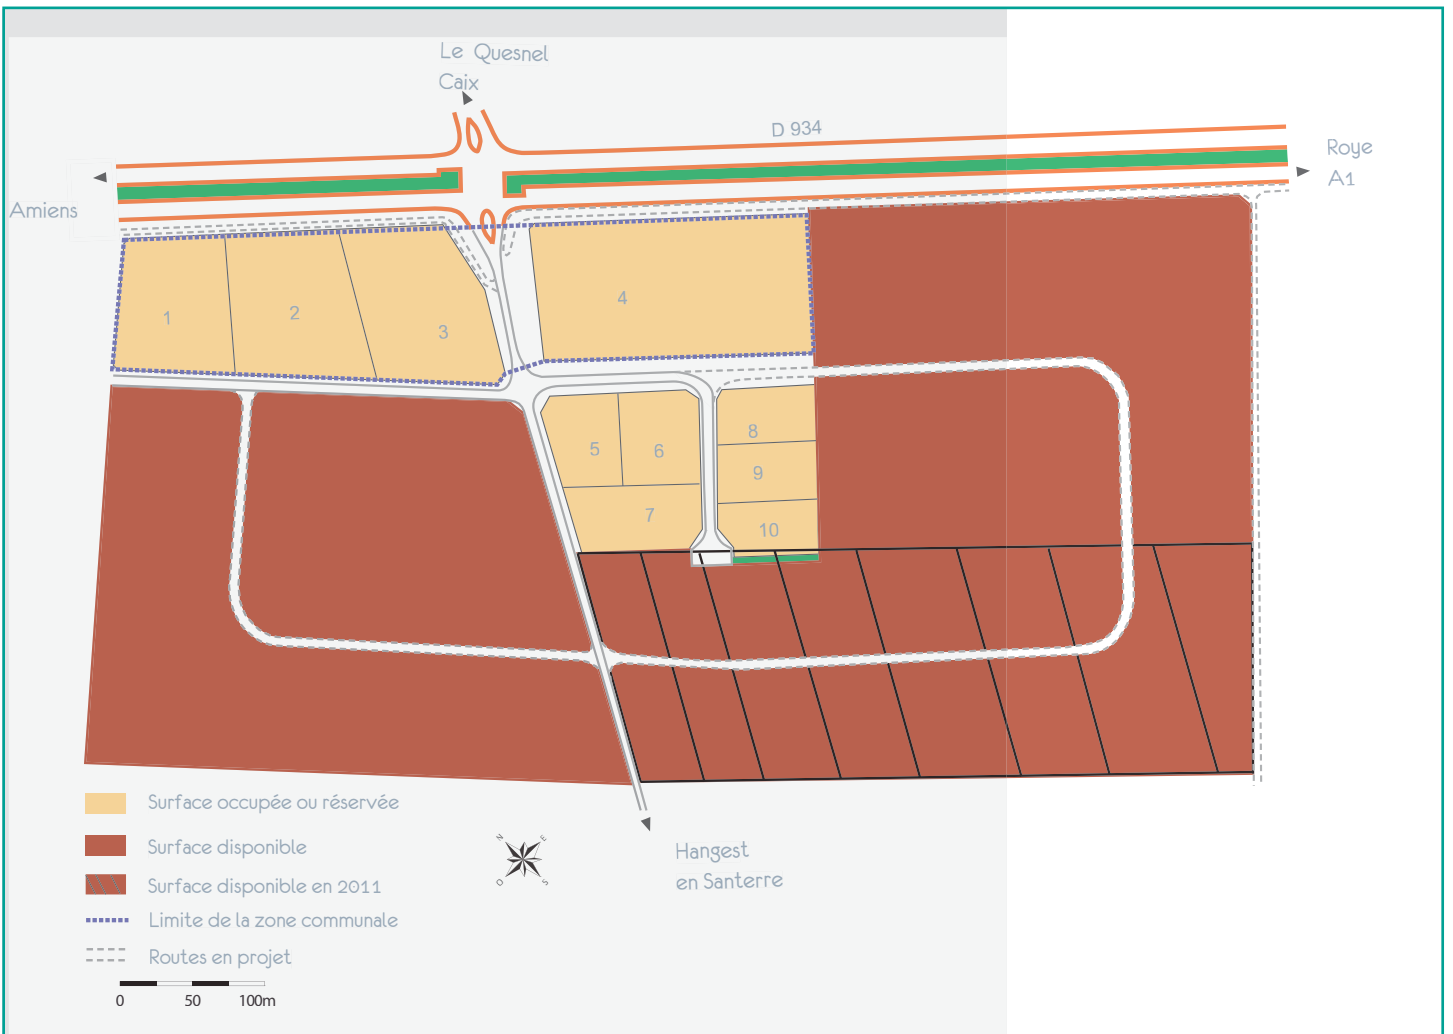 Le Quesnel
Caix
D 934
Roye
A1
Amiens
1
2
3
4
5
6
7
8
9
10
Surface occupée ou réservée
Surface disponible
Surface disponible en 2011
Limite de la zone communale
Routes en projet
0 50 100m
N E
O S
Hangest
en Santerre